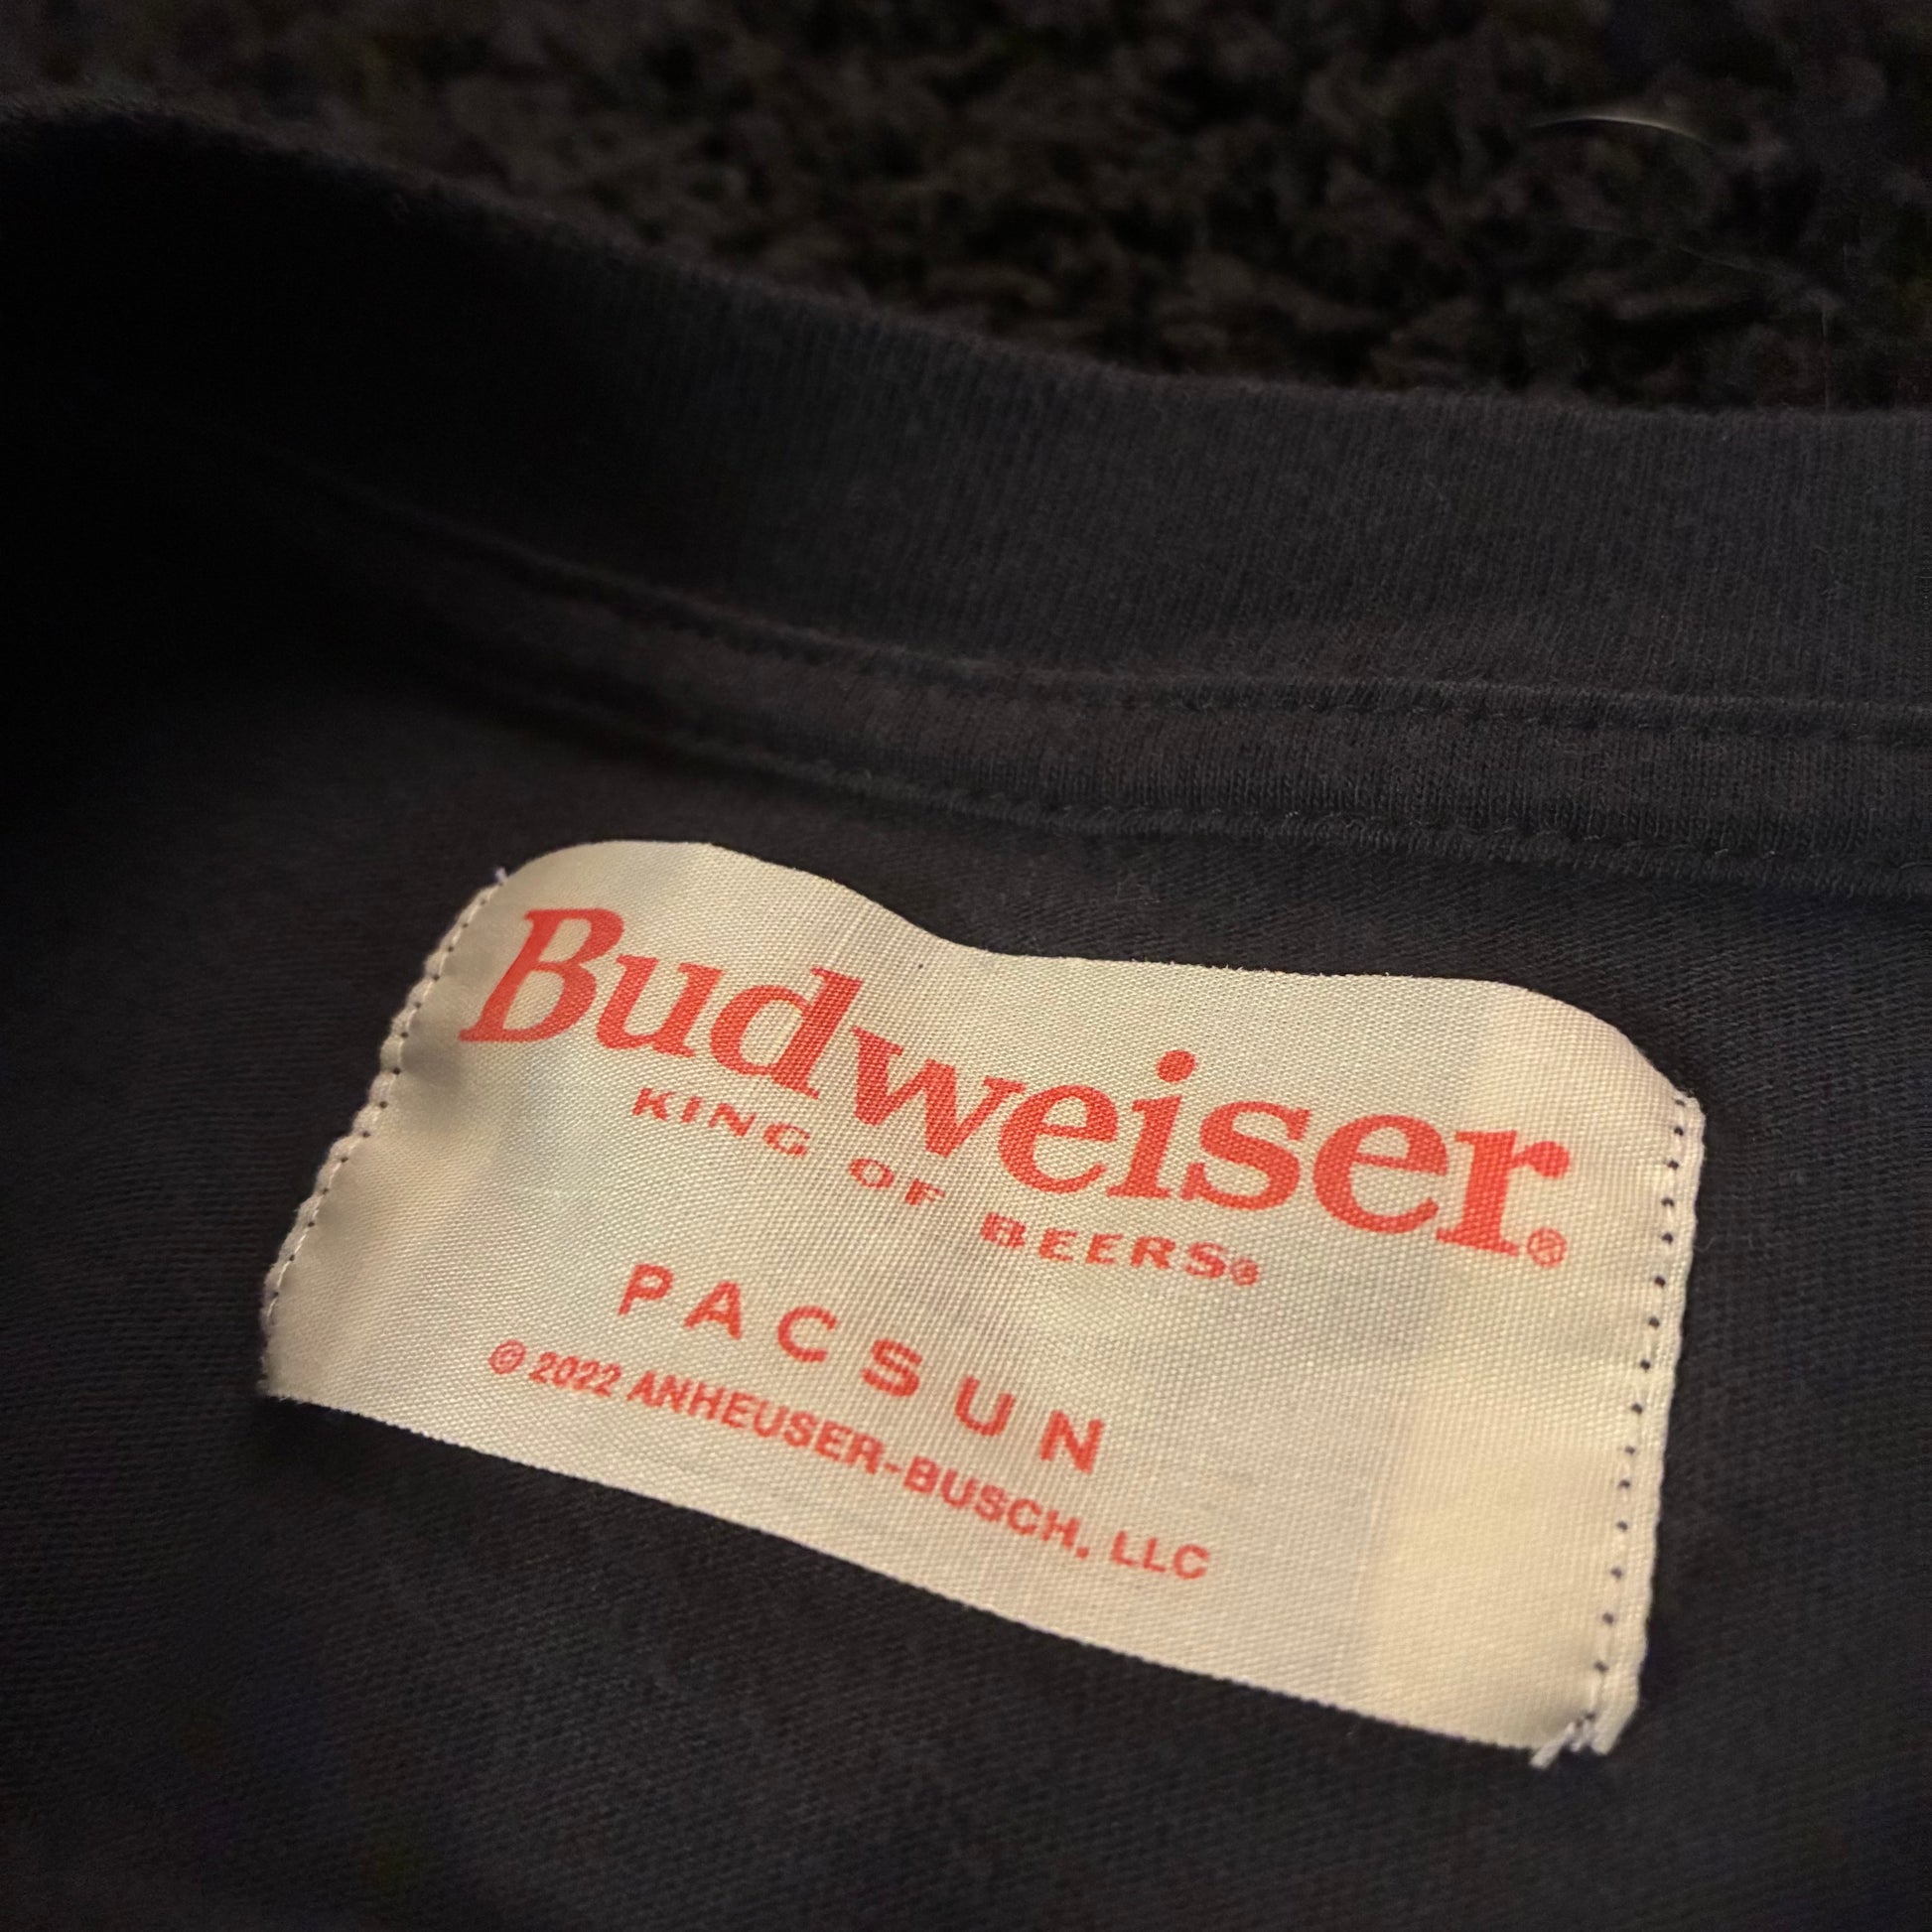 Budweiser®
KING OF BEERS®
PACSUN
© 2022 ANHEUSER-BUSCH, LLC